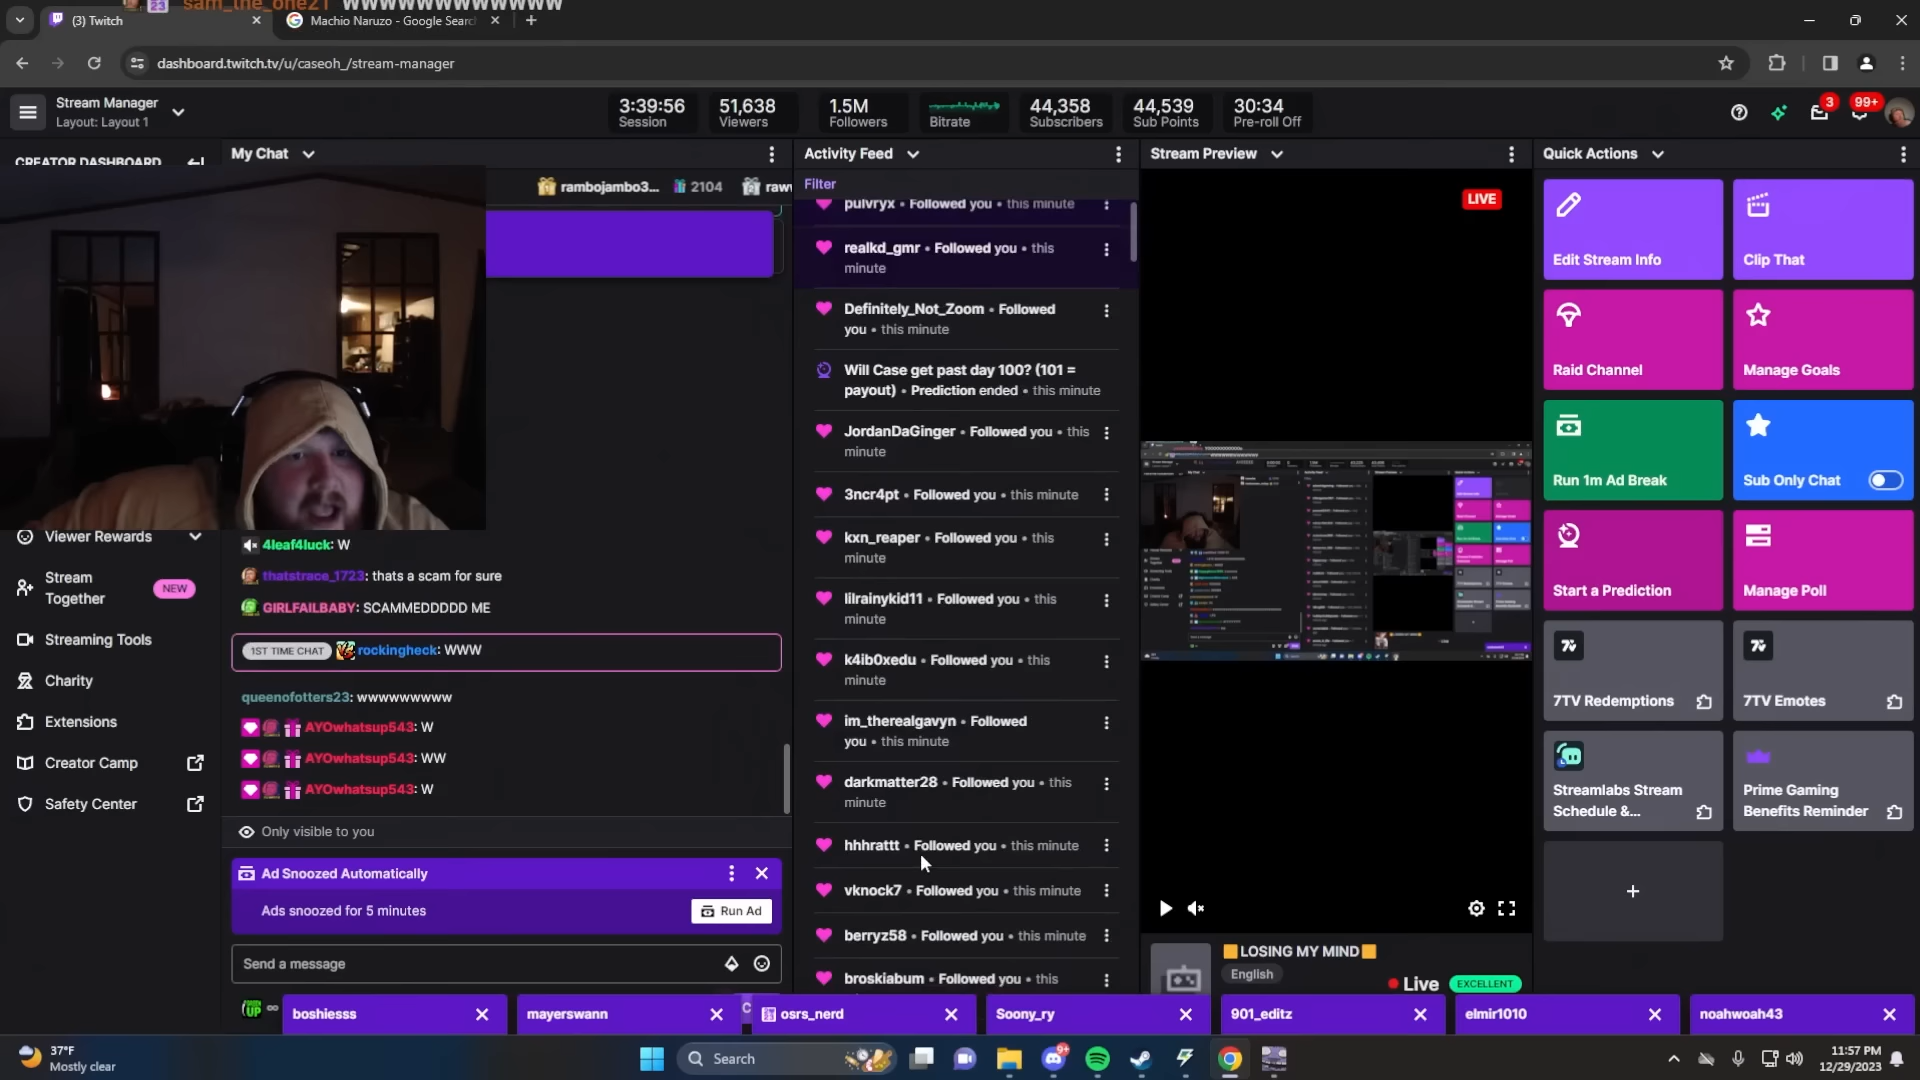 sam_the_one21 WWWWWWWWWWWWW
(3) Twitch
Machio Naruzo - Google Searc
dashboard.twitch.tv/u/caseoh_/stream-manager
Stream Manager
Layout: Layout 1
3:39:56
Session
51,638
Viewers
1.5M
Followers
Bitrate
44,358
Subscribers
44,539
Sub Points
30:34
Pre-roll Off
3
99+
CREATOR DASHBOARD
Viewer Rewards
Stream
Together
NEW
Streaming Tools
Charity
Extensions
Creator Camp
Safety Center
My Chat
rambojambo3...
2104
raww
4leaf4luck: W
thatstrace_1723: thats a scam for sure
GIRLFAILBABY: SCAMMEDDDDD ME
1ST TIME CHAT rockingheck: WWW
queenofotters23: wwwwwwwww
AYOwhatsup543: W
AYOwhatsup543: WW
AYOwhatsup543: W
Only visible to you
Ad Snoozed Automatically
Ads snoozed for 5 minutes
Run Ad
Send a message
Activity Feed
Filter
pulvryx • Followed you • this minute
realkd_gmr • Followed you • this
minute
Definitely_Not_Zoom • Followed
you • this minute
Will Case get past day 100? (101 =
payout) • Prediction ended • this minute
JordanDaGinger • Followed you • this
minute
3ncr4pt • Followed you • this minute
kxn_reaper • Followed you • this
minute
lilrainykid11 • Followed you • this
minute
k4ib0xedu • Followed you • this
minute
im_therealgavyn • Followed
you • this minute
darkmatter28 • Followed you • this
minute
hhhrattt • Followed you • this minute
vknock7 • Followed you • this minute
berryz58 • Followed you • this minute
broskiabum • Followed you • this
Stream Preview
LIVE
🟧LOSING MY MIND🟧
English
Live
EXCELLENT
Quick Actions
Edit Stream Info
Clip That
Raid Channel
Manage Goals
Run 1m Ad Break
Sub Only Chat
Start a Prediction
Manage Poll
7TV Redemptions
7TV Emotes
Streamlabs Stream
Schedule &...
Prime Gaming
Benefits Reminder
boshiesss
mayerswann
osrs_nerd
Soony_ry
901_editz
elmir1010
noahwoah43
37°F
Mostly clear
Search
11:57 PM
12/29/2023